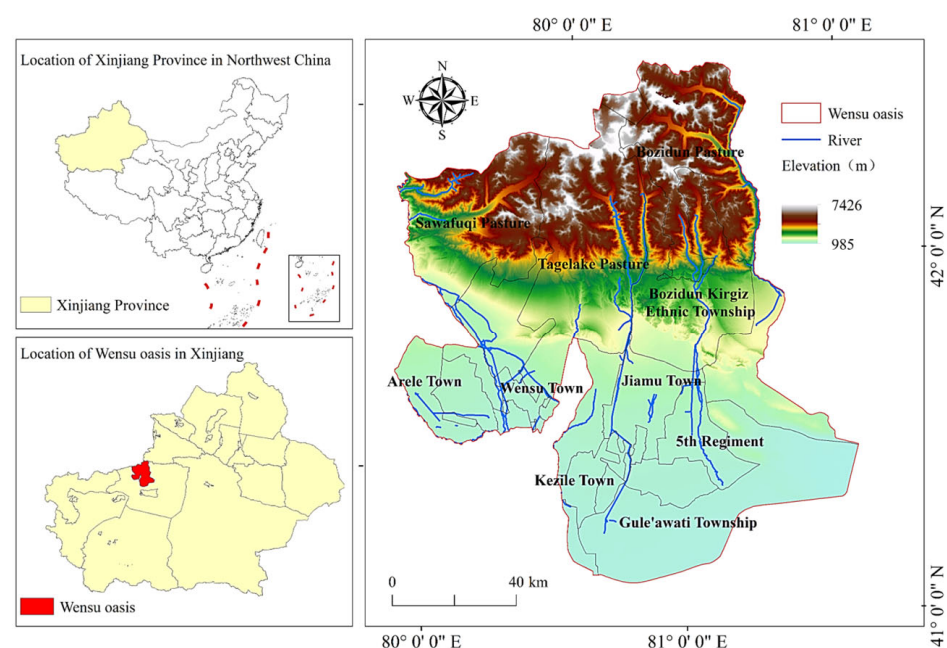 80° 0' 0" E
81° 0' 0" E
Location of Xinjiang Province in Northwest China
Xinjiang Province
Location of Wensu oasis in Xinjiang
Wensu oasis
N
W
E
S
Wensu oasis
River
Elevation（m）
7426
985
Bozidun Pasture
Sawafuqi Pasture
Tagelake Pasture
Bozidun Kirgiz
Ethnic Township
Arele Town
Wensu Town
Jiamu Town
5th Regiment
Kezile Town
Gule'awati Township
0
40 km
42° 0' 0" N
41° 0' 0" N
80° 0' 0" E
81° 0' 0" E